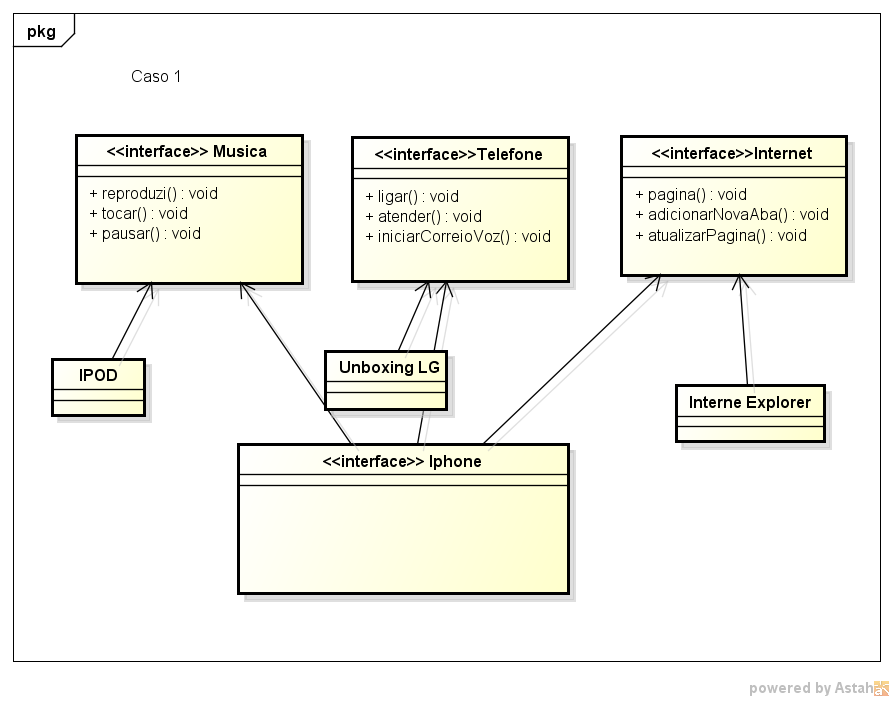 pkg
Caso 1
<<interface>> Musica
+ reproduzi() : void
+ tocar() : void
+ pausar() : void
<<interface>>Telefone
+ ligar() : void
+ atender() : void
+ iniciarCorreioVoz() : void
<<interface>>Internet
+ pagina() : void
+ adicionarNovaAba() : void
+ atualizarPagina() : void
IPOD
Unboxing LG
Interne Explorer
<<interface>> Iphone
powered by Astah